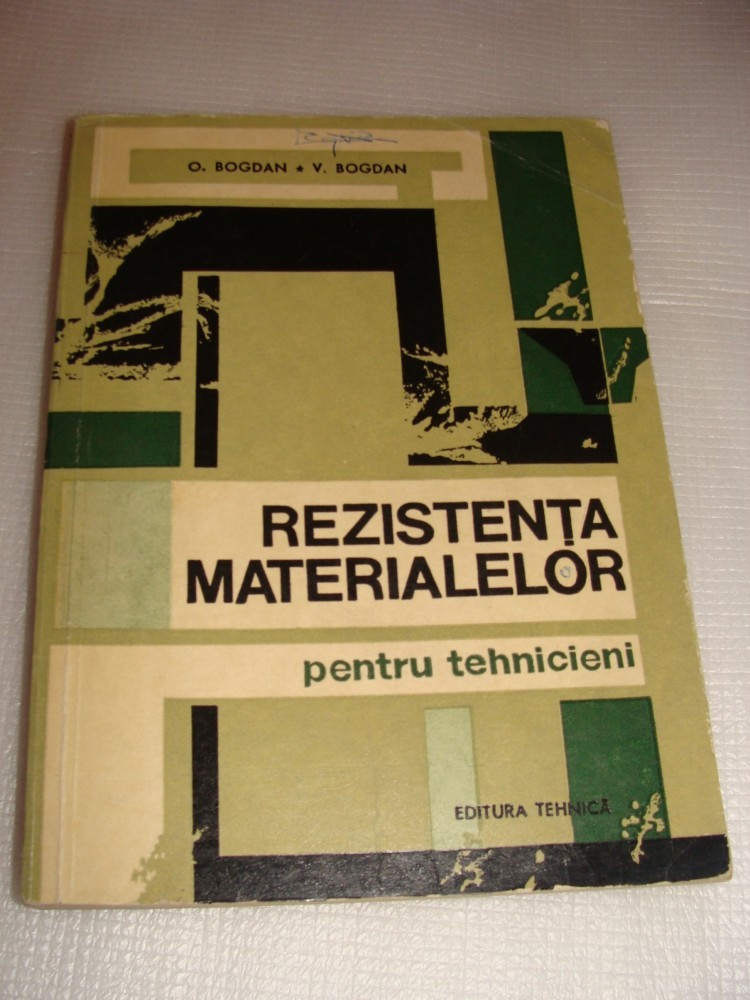 O. BOGDAN ★ V. BOGDAN
REZISTENȚA
MATERIALELOR
pentru tehnicieni
EDITURA TEHNICĂ